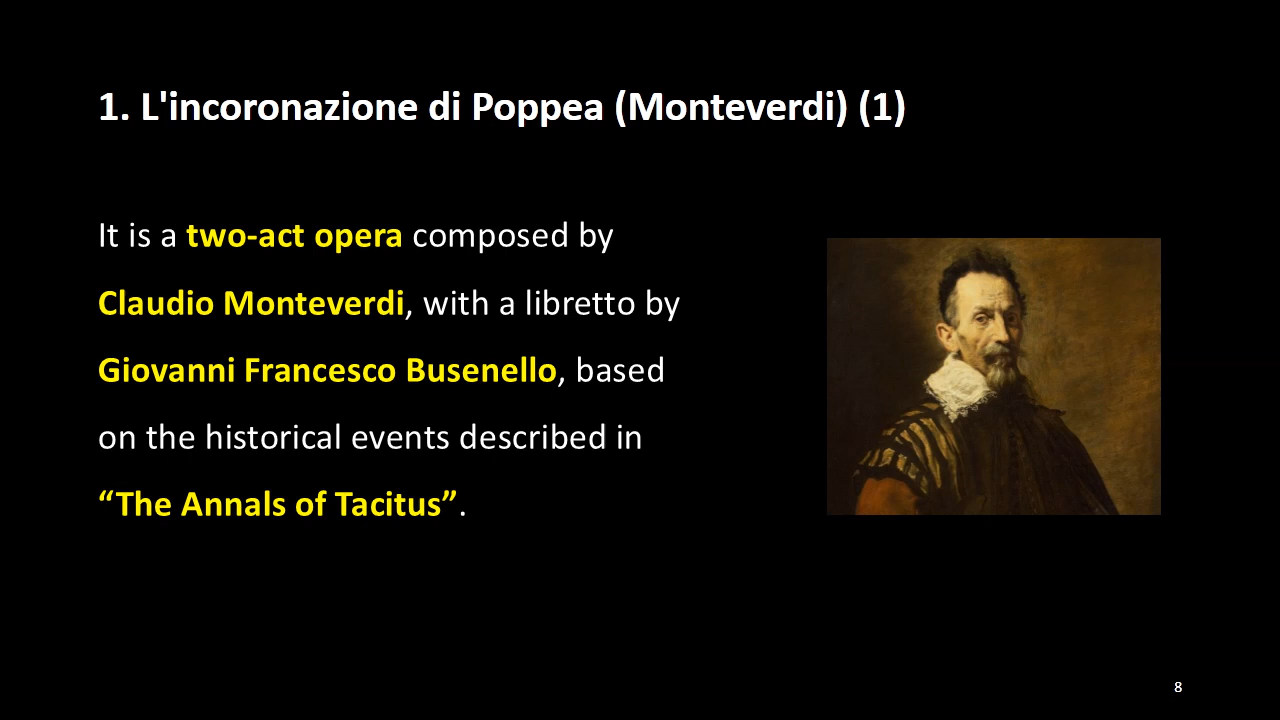 1. L'incoronazione di Poppea (Monteverdi) (1)
It is a two-act opera composed by
Claudio Monteverdi, with a libretto by
Giovanni Francesco Busenello, based
on the historical events described in
“The Annals of Tacitus”.
8